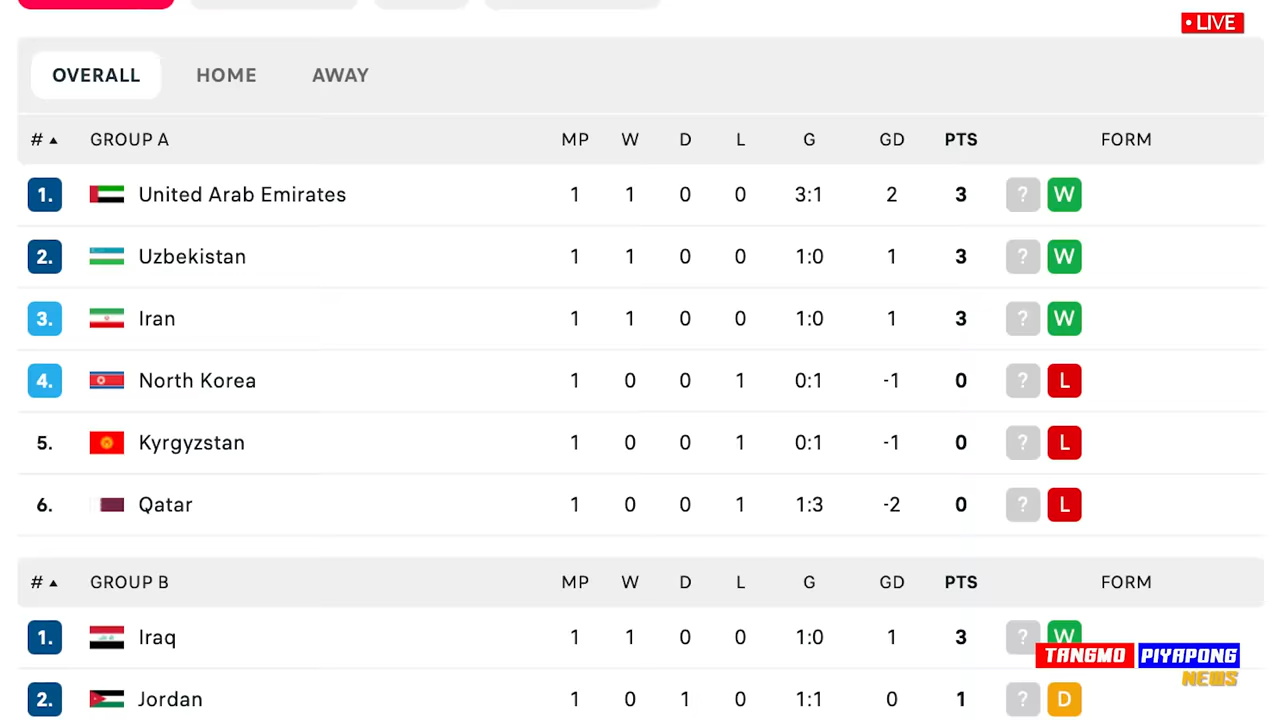 • LIVE
OVERALL HOME AWAY
# ▲ GROUP A MP W D L G GD PTS FORM
1. United Arab Emirates 1 1 0 0 3:1 2 3 ? W
2. Uzbekistan 1 1 0 0 1:0 1 3 ? W
3. Iran 1 1 0 0 1:0 1 3 ? W
4. North Korea 1 0 0 1 0:1 -1 0 ? L
5. Kyrgyzstan 1 0 0 1 0:1 -1 0 ? L
6. Qatar 1 0 0 1 1:3 -2 0 ? L
# ▲ GROUP B MP W D L G GD PTS FORM
1. Iraq 1 1 0 0 1:0 1 3 ? W
TANGMO PIYAPONG
NEWS
2. Jordan 1 0 1 0 1:1 0 1 ? D